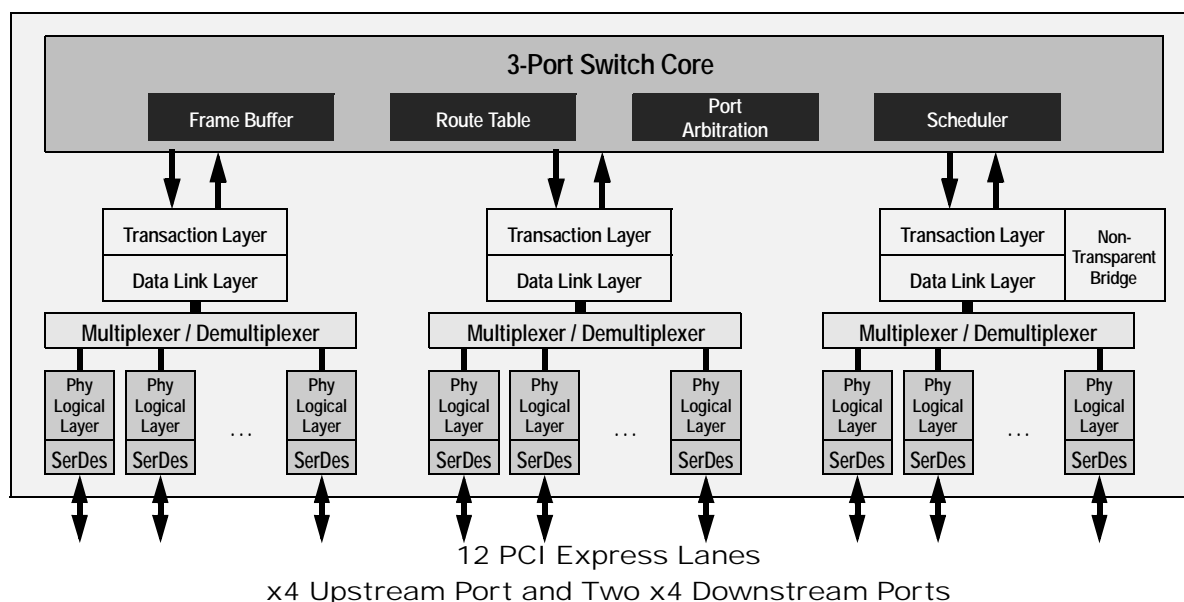 3-Port Switch Core
Frame Buffer
Route Table
Port
Arbitration
Scheduler
Transaction Layer
Data Link Layer
Transaction Layer
Data Link Layer
Transaction Layer
Data Link Layer
Non-
Transparent
Bridge
Multiplexer / Demultiplexer
Multiplexer / Demultiplexer
Multiplexer / Demultiplexer
Phy
Logical
Layer
SerDes
Phy
Logical
Layer
SerDes
...
Phy
Logical
Layer
SerDes
Phy
Logical
Layer
SerDes
Phy
Logical
Layer
SerDes
...
Phy
Logical
Layer
SerDes
Phy
Logical
Layer
SerDes
Phy
Logical
Layer
SerDes
...
Phy
Logical
Layer
SerDes
12 PCI Express Lanes
x4 Upstream Port and Two x4 Downstream Ports